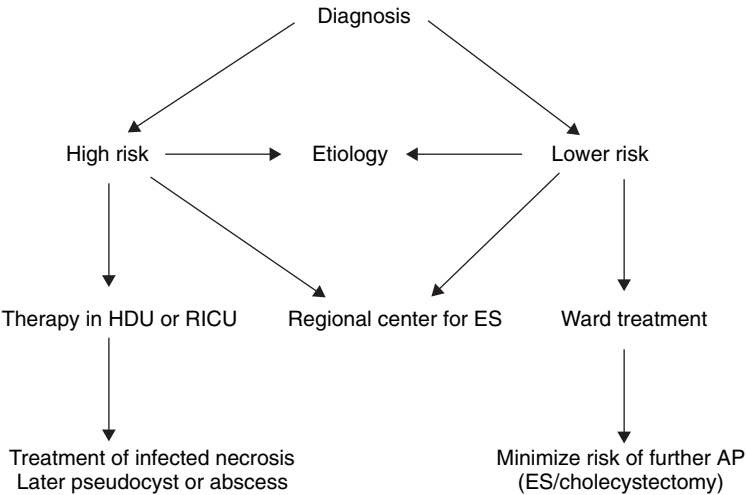 Diagnosis
High risk
Etiology
Lower risk
Therapy in HDU or RICU
Regional center for ES
Ward treatment
Treatment of infected necrosis
Later pseudocyst or abscess
Minimize risk of further AP
(ES/cholecystectomy)